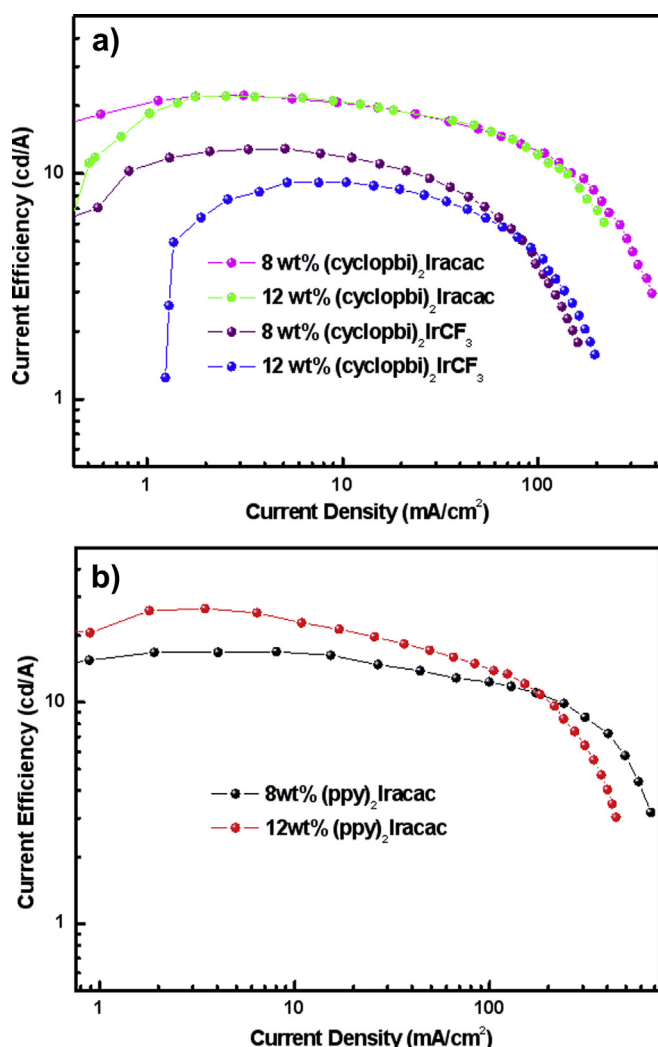 a)
Current Efficiency (cd/A)
10
1
8 wt% (cyclopbi)₂Iracac
12 wt% (cyclopbi)₂Iracac
8 wt% (cyclopbi)₂IrCF₃
12 wt% (cyclopbi)₂IrCF₃
1 10 100
Current Density (mA/cm²)
b)
Current Efficiency (cd/A)
10
1
8wt% (ppy)₂Iracac
12wt% (ppy)₂Iracac
1 10 100
Current Density (mA/cm²)